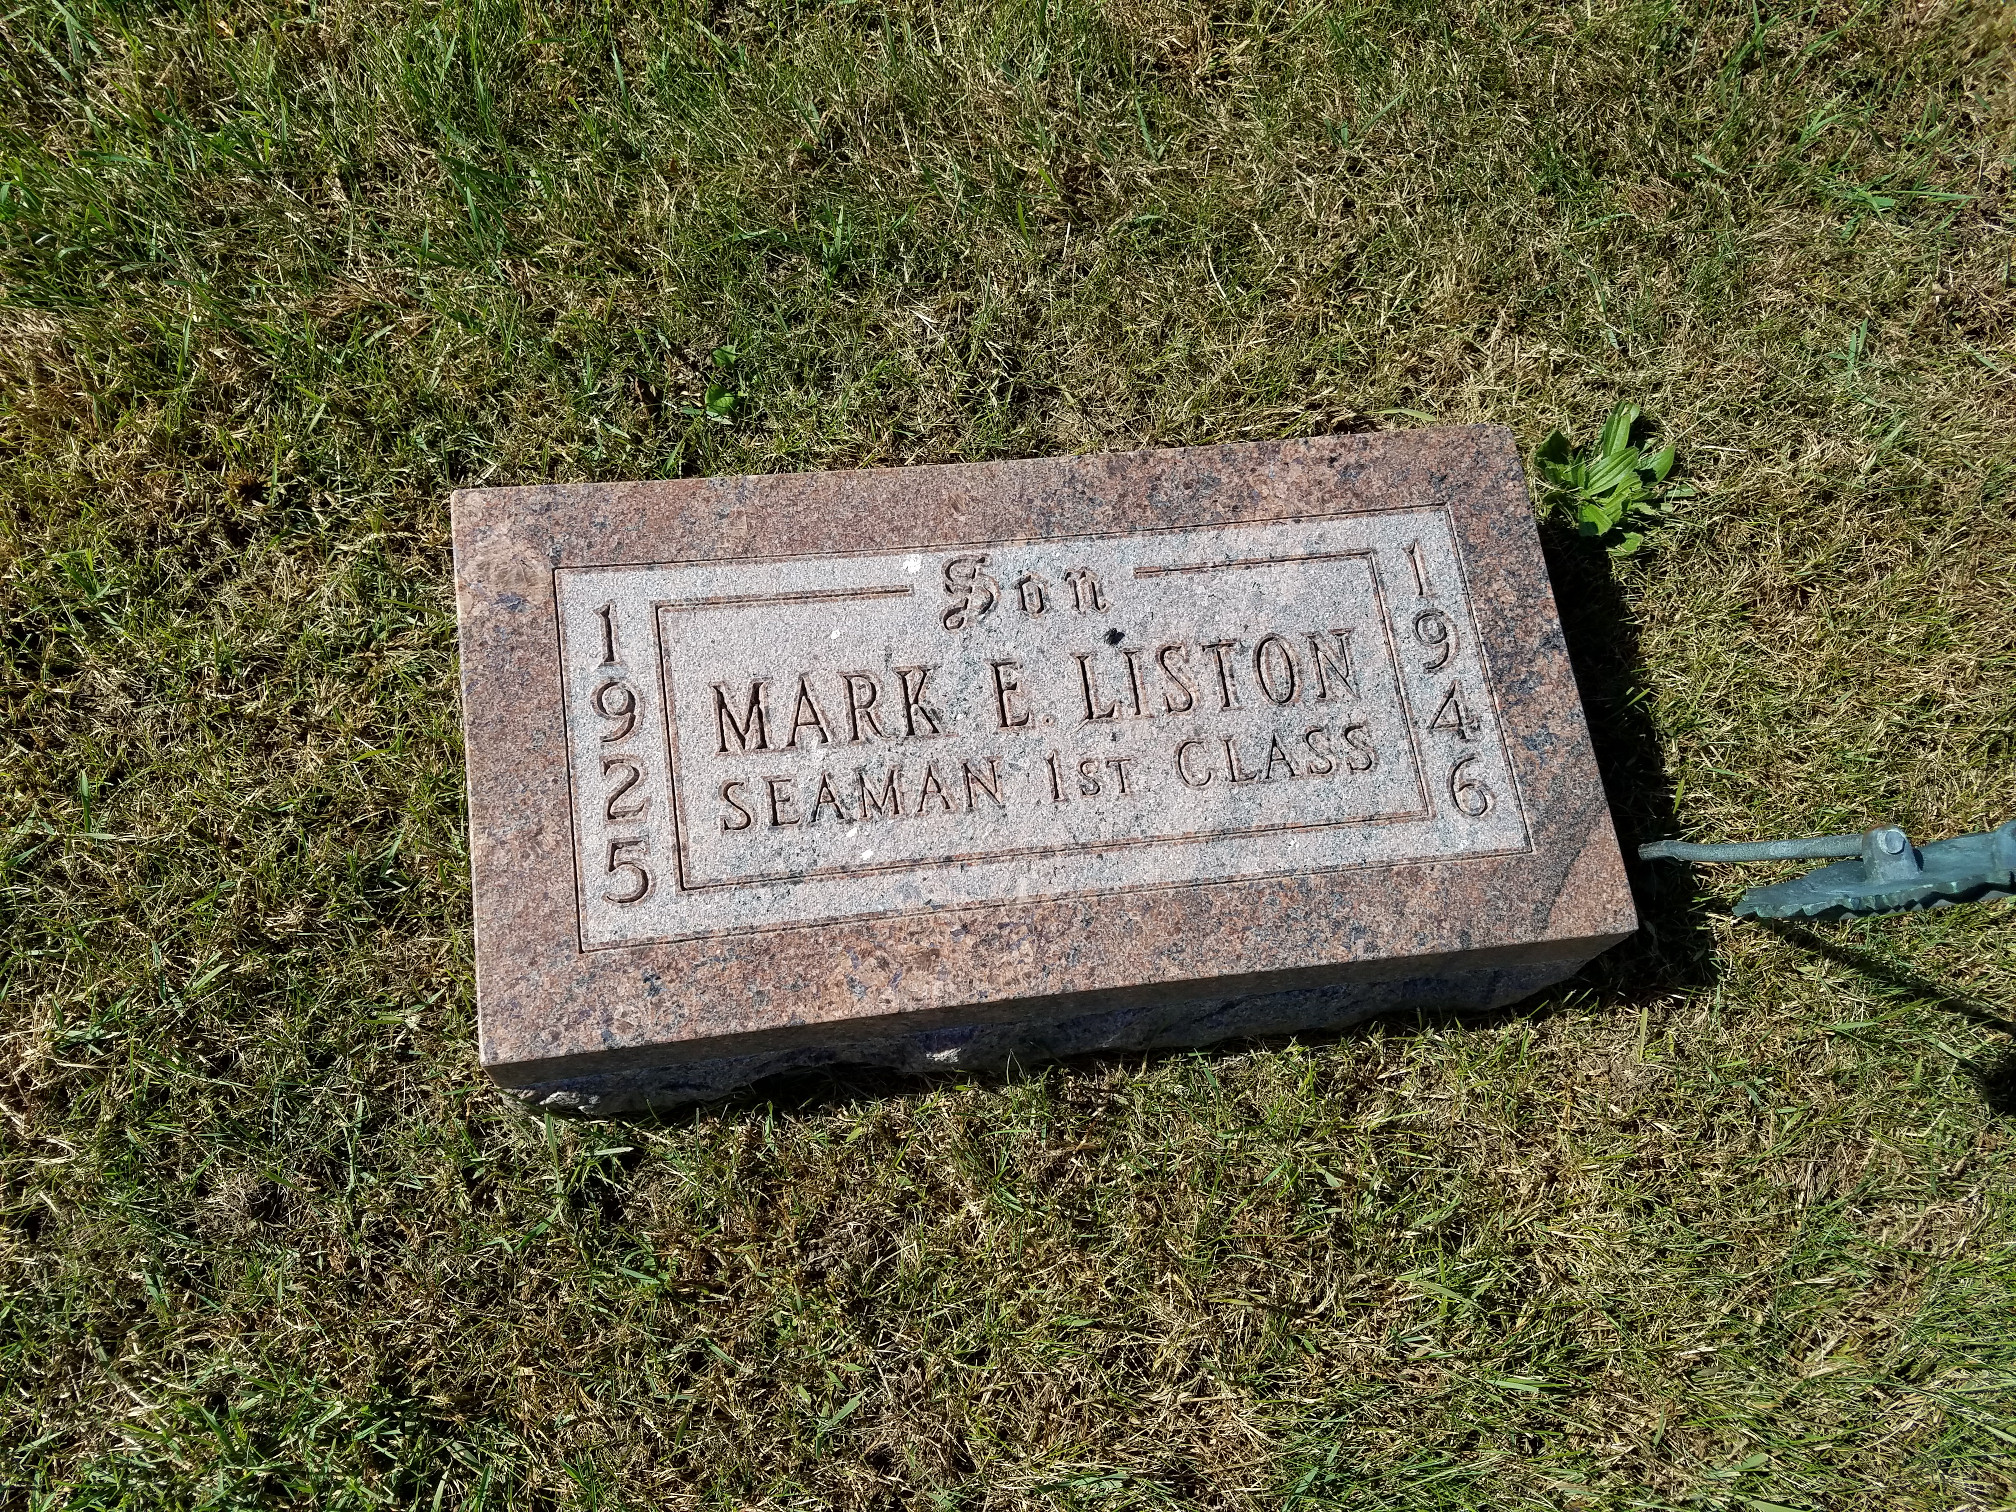 Son
1925
MARK E. LISTON
SEAMAN 1ST CLASS
1946